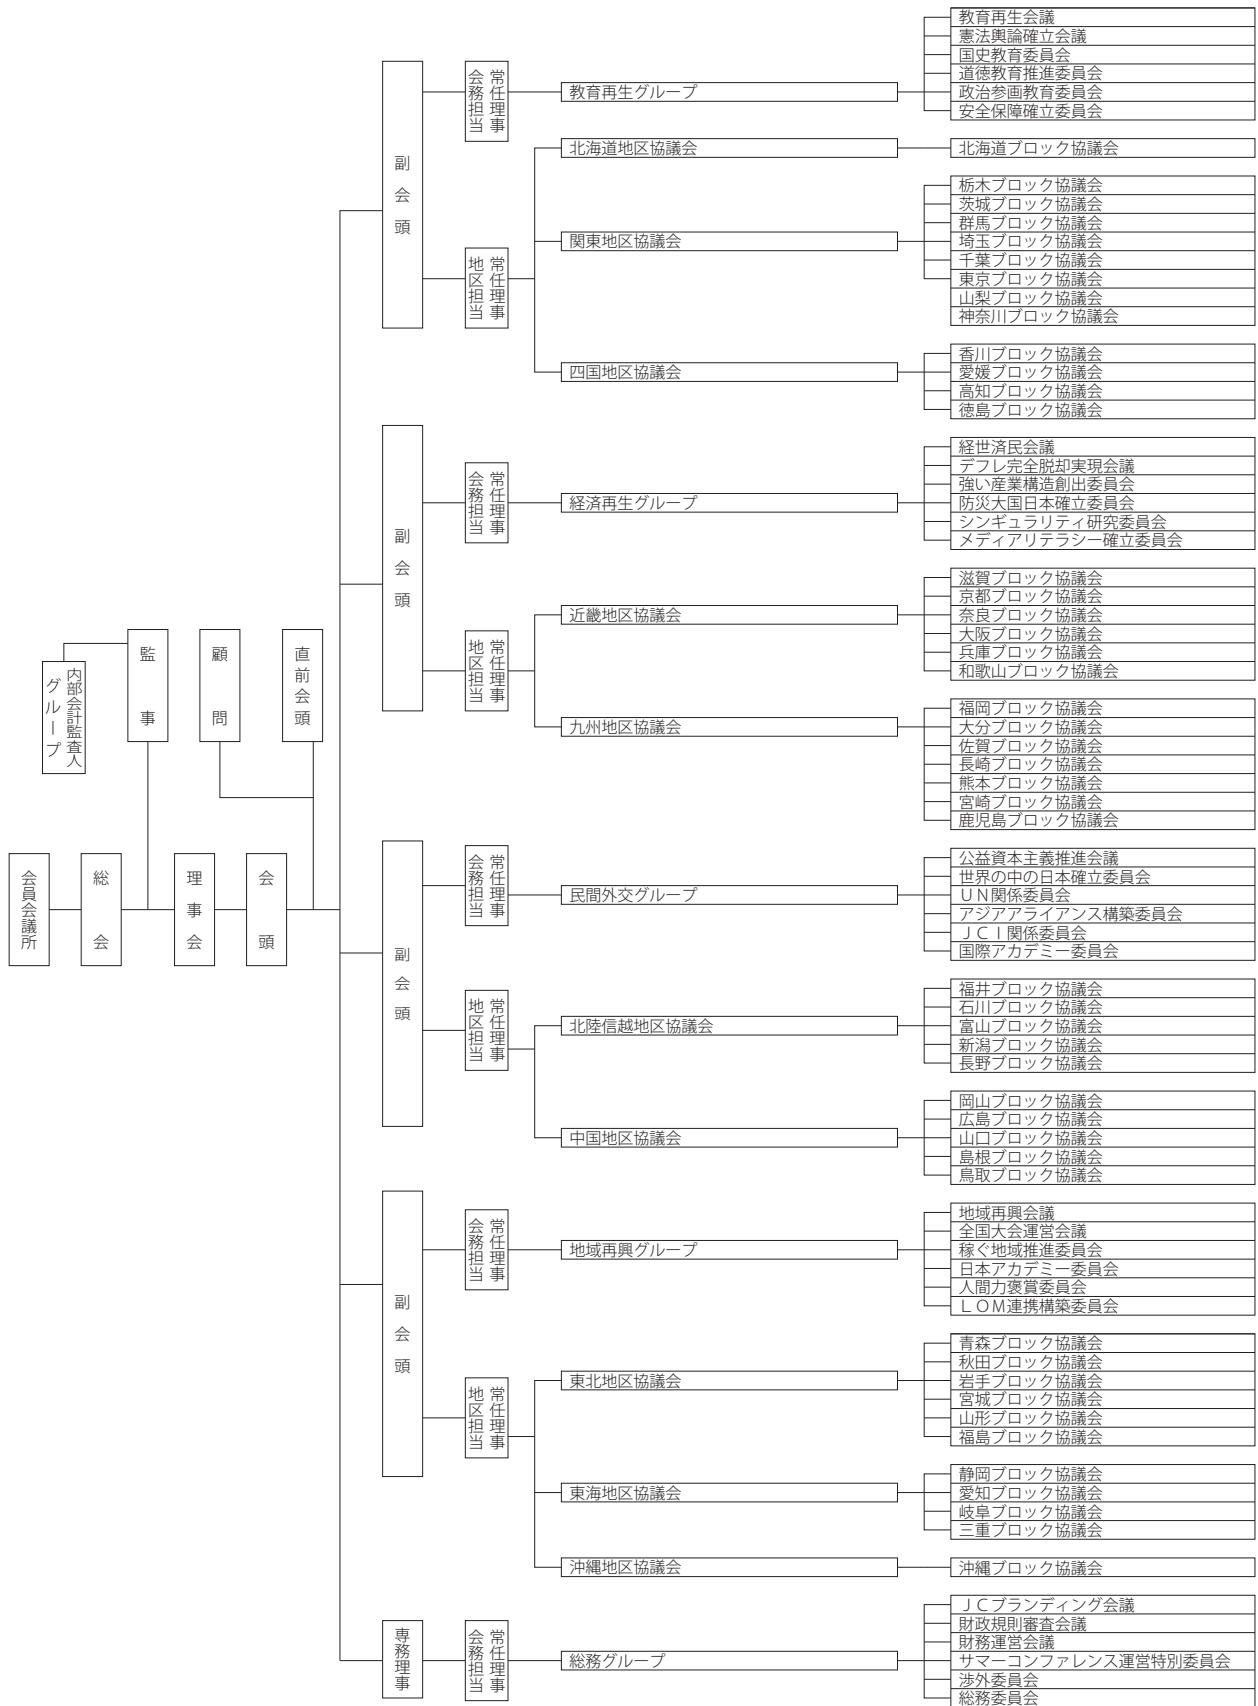 会員会議所
総会
監事
内部会計監査人
グループ
理事会
会頭
顧問
直前会頭
副会頭
常任理事
会務担当
教育再生グループ
教育再生会議
憲法輿論確立会議
国史教育委員会
道徳教育推進委員会
政治参画教育委員会
安全保障確立委員会
常任理事
地区担当
北海道地区協議会
北海道ブロック協議会
関東地区協議会
栃木ブロック協議会
茨城ブロック協議会
群馬ブロック協議会
埼玉ブロック協議会
千葉ブロック協議会
東京ブロック協議会
山梨ブロック協議会
神奈川ブロック協議会
四国地区協議会
香川ブロック協議会
愛媛ブロック協議会
高知ブロック協議会
徳島ブロック協議会
副会頭
常任理事
会務担当
経済再生グループ
経世済民会議
デフレ完全脱却実現会議
強い産業構造創出委員会
防災大国日本確立委員会
シンギュラリティ研究委員会
メディアリテラシー確立委員会
常任理事
地区担当
近畿地区協議会
滋賀ブロック協議会
京都ブロック協議会
奈良ブロック協議会
大阪ブロック協議会
兵庫ブロック協議会
和歌山ブロック協議会
九州地区協議会
福岡ブロック協議会
大分ブロック協議会
佐賀ブロック協議会
長崎ブロック協議会
熊本ブロック協議会
宮崎ブロック協議会
鹿児島ブロック協議会
副会頭
常任理事
会務担当
民間外交グループ
公益資本主義推進会議
世界の中の日本確立委員会
ＵＮ関係委員会
アジアアライアンス構築委員会
ＪＣＩ関係委員会
国際アカデミー委員会
常任理事
地区担当
北陸信越地区協議会
福井ブロック協議会
石川ブロック協議会
富山ブロック協議会
新潟ブロック協議会
長野ブロック協議会
中国地区協議会
岡山ブロック協議会
広島ブロック協議会
山口ブロック協議会
島根ブロック協議会
鳥取ブロック協議会
副会頭
常任理事
会務担当
地域再興グループ
地域再興会議
全国大会運営会議
稼ぐ地域推進委員会
日本アカデミー委員会
人間力褒賞委員会
ＬＯＭ連携構築委員会
常任理事
地区担当
東北地区協議会
青森ブロック協議会
秋田ブロック協議会
岩手ブロック協議会
宮城ブロック協議会
山形ブロック協議会
福島ブロック協議会
東海地区協議会
静岡ブロック協議会
愛知ブロック協議会
岐阜ブロック協議会
三重ブロック協議会
沖縄地区協議会
沖縄ブロック協議会
専務理事
常任理事
会務担当
総務グループ
ＪＣブランディング会議
財政規則審査会議
財務運営会議
サマーコンファレンス運営特別委員会
渉外委員会
総務委員会